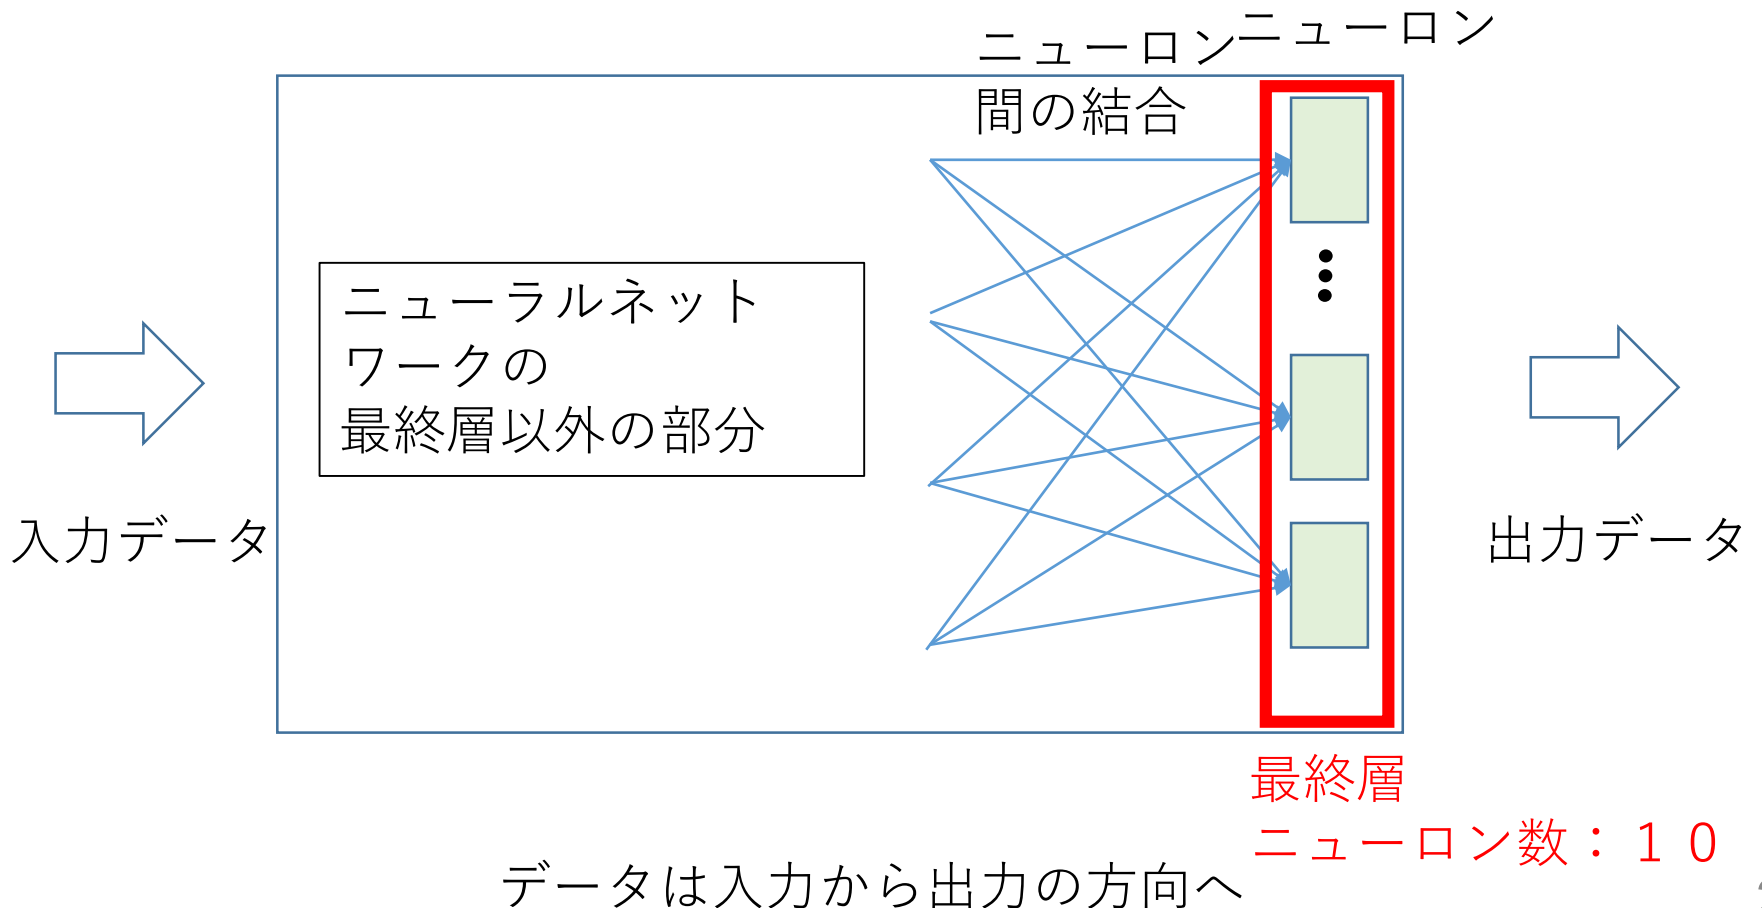 ニューロン
ニューロン
間の結合
ニューラルネット
ワークの
最終層以外の部分
入力データ
出力データ
最終層
ニューロン数：１０
データは入力から出力の方向へ